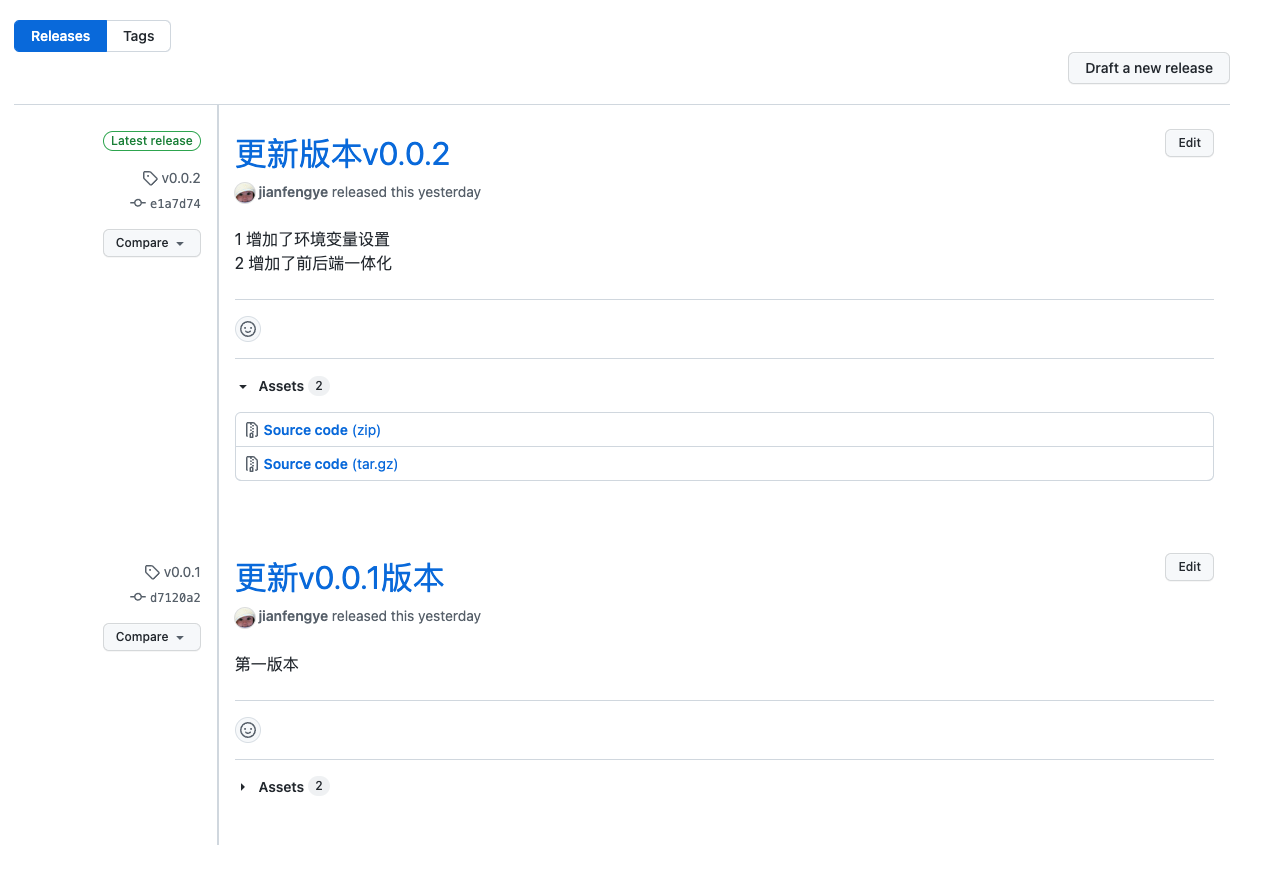 Releases Tags
Draft a new release
Latest release
v0.0.2
e1a7d74
Compare
更新版本v0.0.2
Edit
jianfengye released this yesterday
1 增加了环境变量设置
2 增加了前后端一体化
Assets 2
Source code (zip)
Source code (tar.gz)
v0.0.1
d7120a2
Compare
更新v0.0.1版本
Edit
jianfengye released this yesterday
第一版本
Assets 2